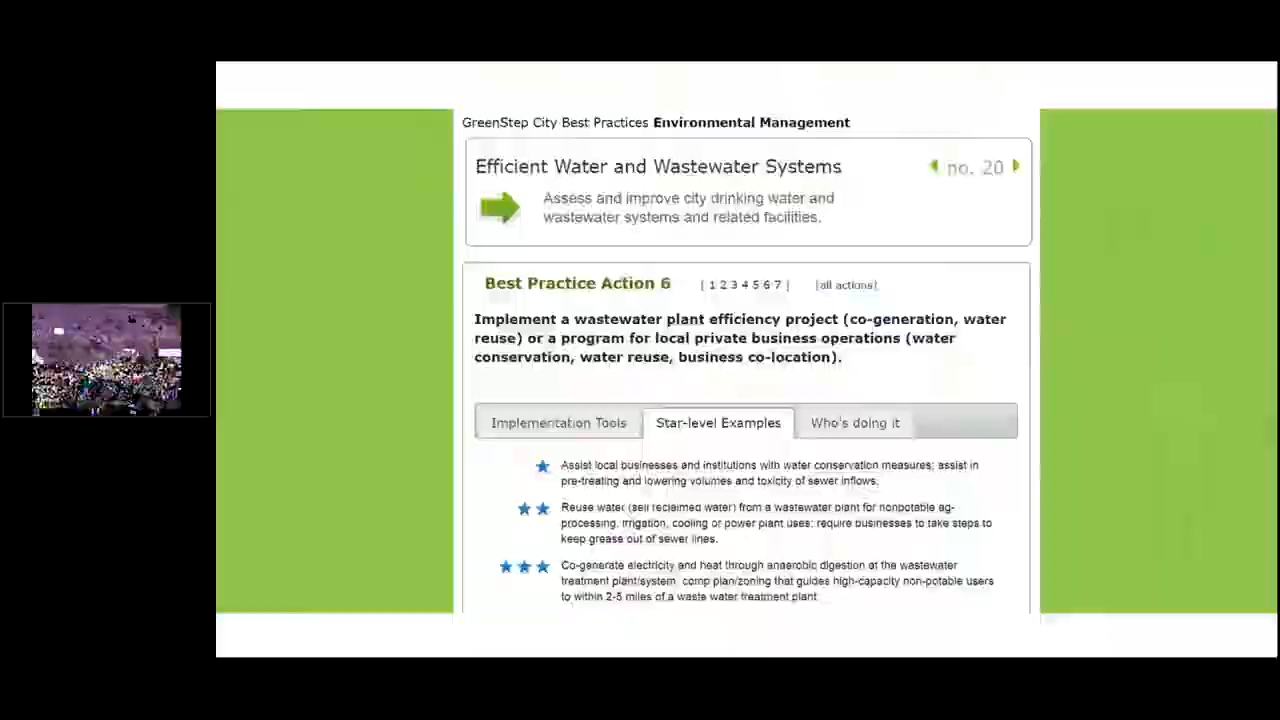 GreenStep City Best Practices Environmental Management
Efficient Water and Wastewater Systems
no. 20
Assess and improve city drinking water and
wastewater systems and related facilities.
Best Practice Action 6 | 1 2 3 4 5 6 7 | [all actions]
Implement a wastewater plant efficiency project (co-generation, water
reuse) or a program for local private business operations (water
conservation, water reuse, business co-location).
Implementation Tools Star-level Examples Who's doing it
Assist local businesses and institutions with water conservation measures; assist in
pre-treating and lowering volumes and toxicity of sewer inflows.
Reuse water (sell reclaimed water) from a wastewater plant for nonpotable ag-
processing, irrigation, cooling or power plant uses; require businesses to take steps to
keep grease out of sewer lines.
Co-generate electricity and heat through anaerobic digestion at the wastewater
treatment plant/system; comp plan/zoning that guides high-capacity non-potable users
to within 2-5 miles of a waste water treatment plant